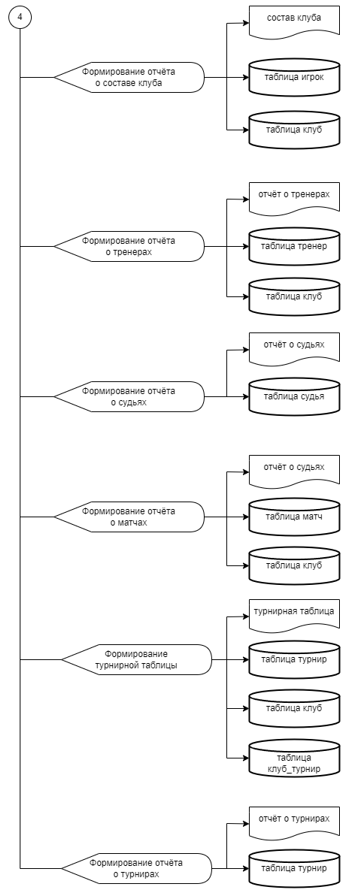 4
состав клуба
Формирование отчёта
о составе клуба
таблица игрок
таблица клуб
отчёт о тренерах
Формирование отчёта
о тренерах
таблица тренер
таблица клуб
отчёт о судьях
Формирование отчёта
о судьях
таблица судья
отчёт о судьях
Формирование отчёта
о матчах
таблица матч
таблица клуб
турнирная таблица
Формирование
турнирной таблицы
таблица турнир
таблица клуб
таблица
клуб_турнир
отчёт о турнирах
Формирование отчёта
о турнирах
таблица турнир